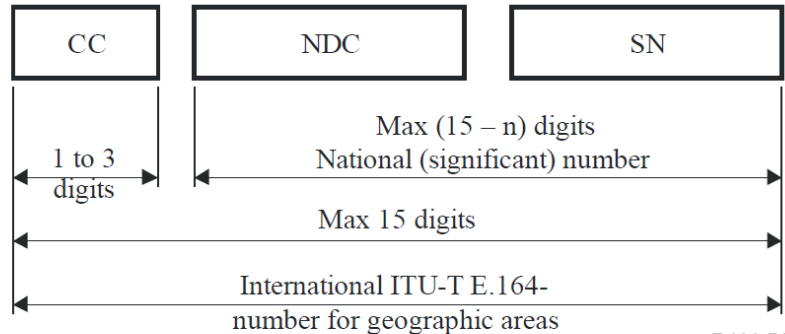 CC NDC SN
Max (15 – n) digits
1 to 3
National (significant) number
digits
Max 15 digits
International ITU-T E.164-
number for geographic areas